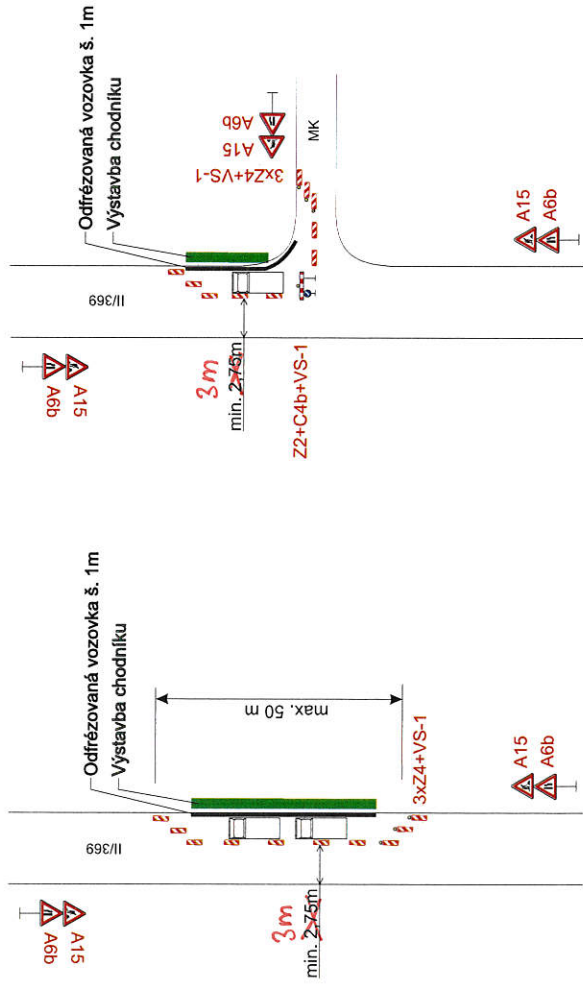 Odfrézovaná vozovka š. 1m
Výstavba chodníku
II/369
A6b
A15
3m
min. 2,75m
Z2+C4b+VS-1
A15
A6b
3xZ4+VS-1
MK
A15
A6b
Odfrézovaná vozovka š. 1m
Výstavba chodníku
II/369
A6b
A15
3m
min. 2,75m
max. 50 m
3xZ4+VS-1
A15
A6b